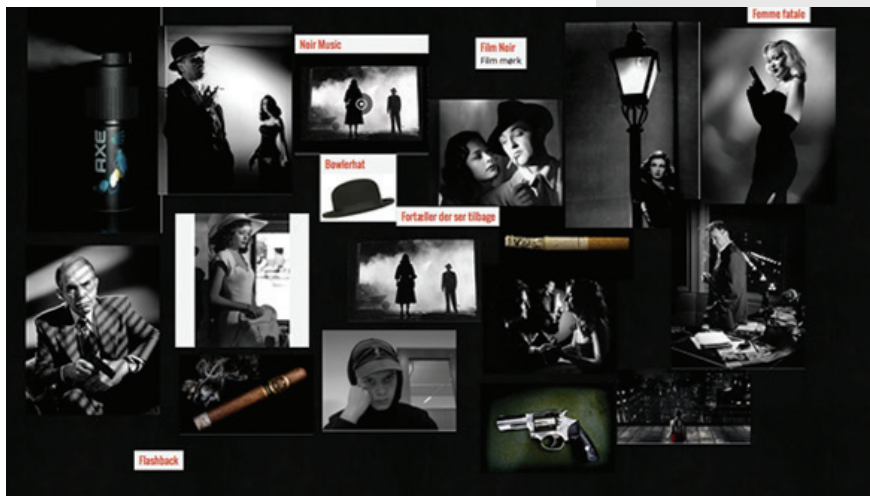 Femme fatale
Noir Music
Film Noir
Film mørk
AXE
Bowlerhat
Fortæller der ser tilbage
Flashback